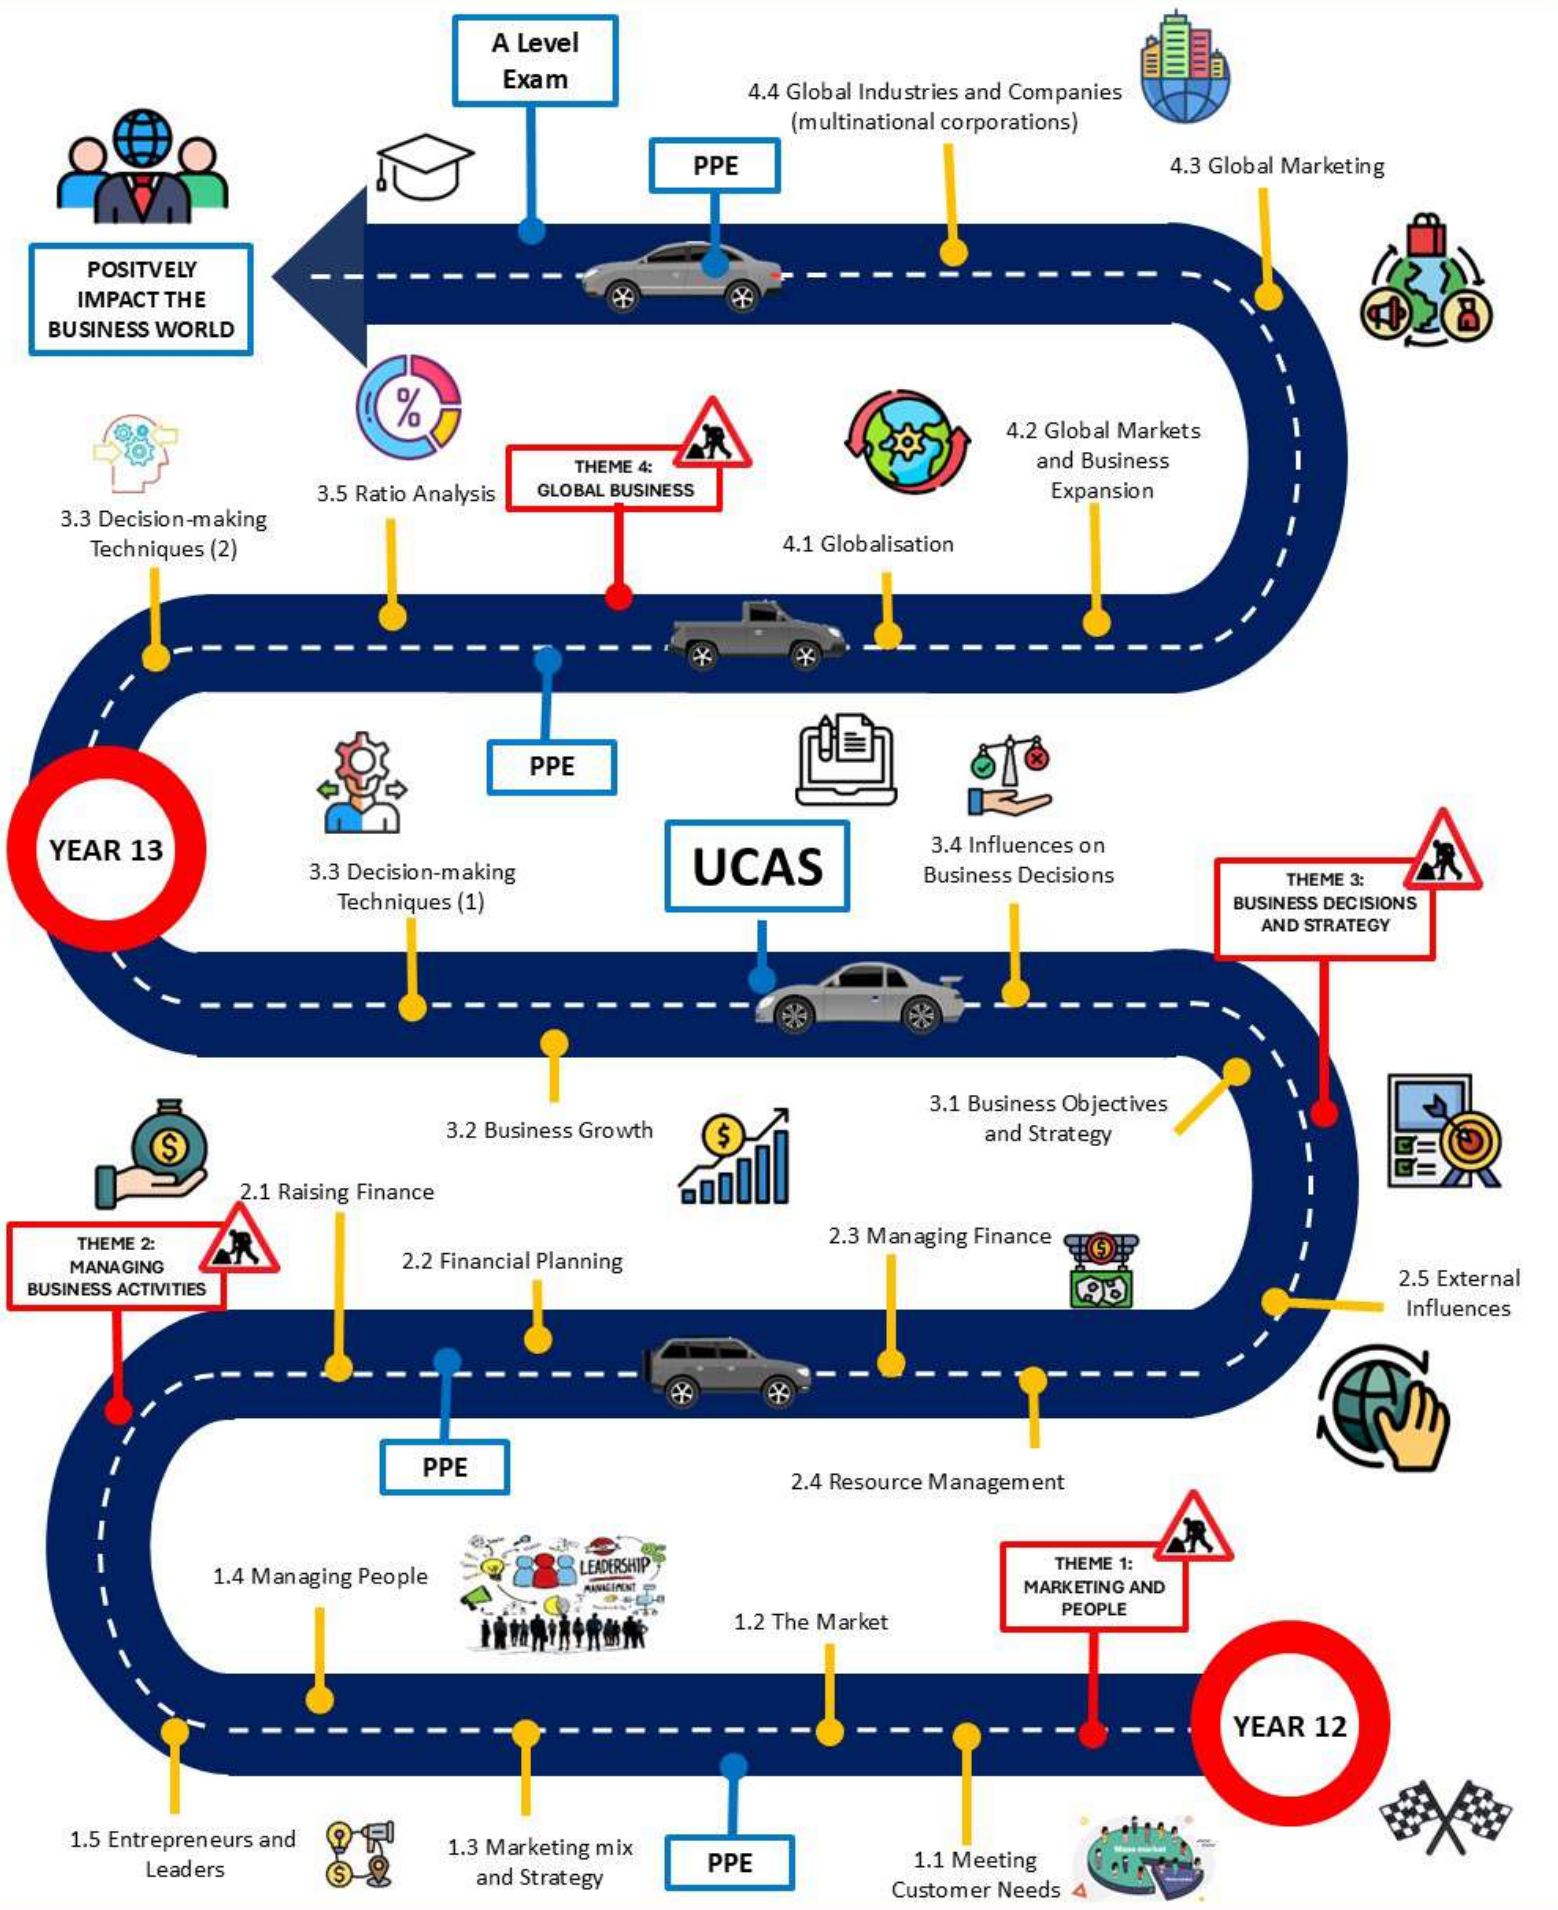 A Level
Exam
4.4 Global Industries and Companies
(multinational corporations)
PPE
4.3 Global Marketing
POSITVELY
IMPACT THE
BUSINESS WORLD
3.3 Decision-making
Techniques (2)
%
3.5 Ratio Analysis
THEME 4:
GLOBAL BUSINESS
4.1 Globalisation
4.2 Global Markets
and Business
Expansion
PPE
YEAR 13
3.3 Decision-making
Techniques (1)
UCAS
3.4 Influences on
Business Decisions
THEME 3:
BUSINESS DECISIONS
AND STRATEGY
3.2 Business Growth
3.1 Business Objectives
and Strategy
2.1 Raising Finance
THEME 2:
MANAGING
BUSINESS ACTIVITIES
2.2 Financial Planning
2.3 Managing Finance
2.5 External
Influences
PPE
2.4 Resource Management
THEME 1:
MARKETING AND
PEOPLE
1.4 Managing People
LEADERSHIP
MANAGEMENT
1.2 The Market
YEAR 12
1.5 Entrepreneurs and
Leaders
1.3 Marketing mix
and Strategy
PPE
1.1 Meeting
Customer Needs
Mass market